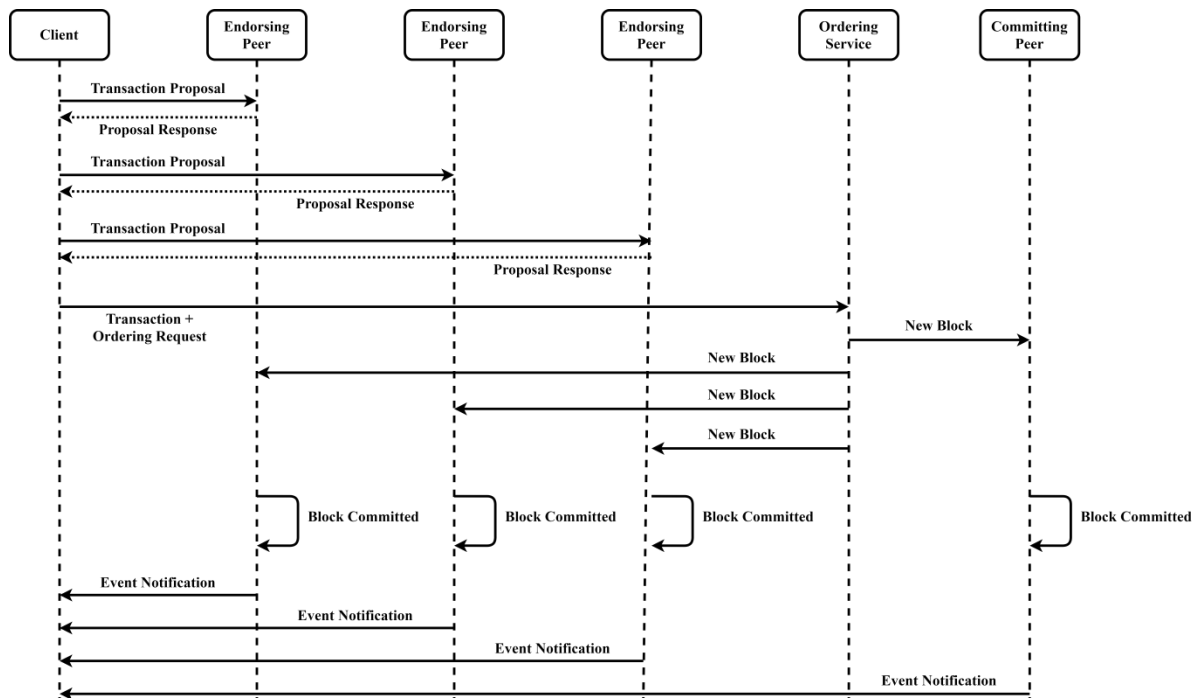 Client
Endorsing
Peer
Endorsing
Peer
Endorsing
Peer
Ordering
Service
Committing
Peer
Transaction Proposal
Proposal Response
Transaction Proposal
Proposal Response
Transaction Proposal
Proposal Response
Transaction +
Ordering Request
New Block
New Block
New Block
New Block
Block Committed
Block Committed
Block Committed
Block Committed
Event Notification
Event Notification
Event Notification
Event Notification